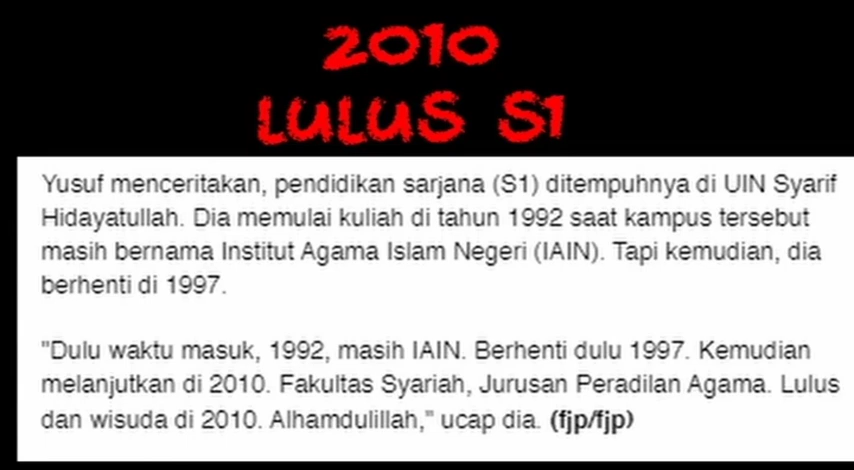 2010
LULUS S1
Yusuf menceritakan, pendidikan sarjana (S1) ditempuhnya di UIN Syarif
Hidayatullah. Dia memulai kuliah di tahun 1992 saat kampus tersebut
masih bernama Institut Agama Islam Negeri (IAIN). Tapi kemudian, dia
berhenti di 1997.
"Dulu waktu masuk, 1992, masih IAIN. Berhenti dulu 1997. Kemudian
melanjutkan di 2010. Fakultas Syariah, Jurusan Peradilan Agama. Lulus
dan wisuda di 2010. Alhamdulillah," ucap dia. (fjp/fjp)